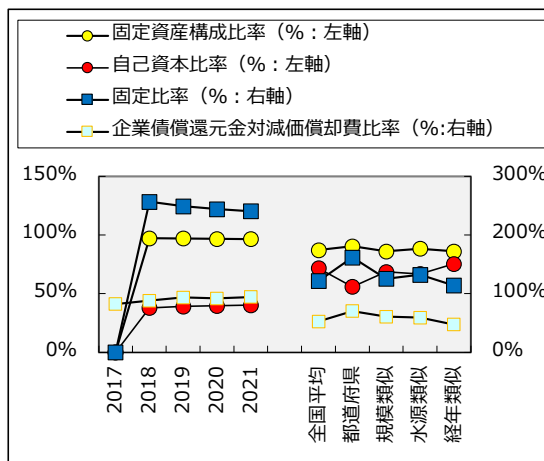 固定資産構成比率（%：左軸）
自己資本比率（%：左軸）
固定比率（%：右軸）
企業債償還元金対減価償却費比率（%:右軸）
150% 300%
100% 200%
50% 100%
0% 0%
2017 2018 2019 2020 2021 全国平均 都道府県 規模類似 水源類似 経年類似